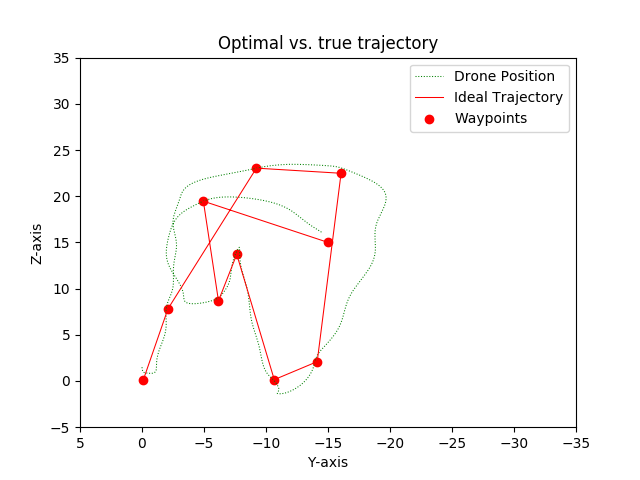 Optimal vs. true trajectory
Drone Position
Ideal Trajectory
Waypoints
Z-axis
35
30
25
20
15
10
5
0
−5
5 0 −5 −10 −15 −20 −25 −30 −35
Y-axis